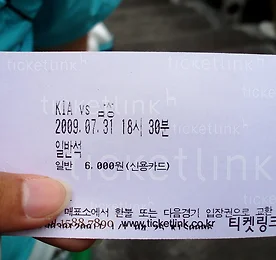 ticketlink
KIA vs 삼성
2009.07.31 18시 30분
일반석
일반 6.000원(신용카드)
ticketlink
매표소에서 환불 또는 다음경기 입장권으로 교환
www.ticketlink.co.kr 티켓링크